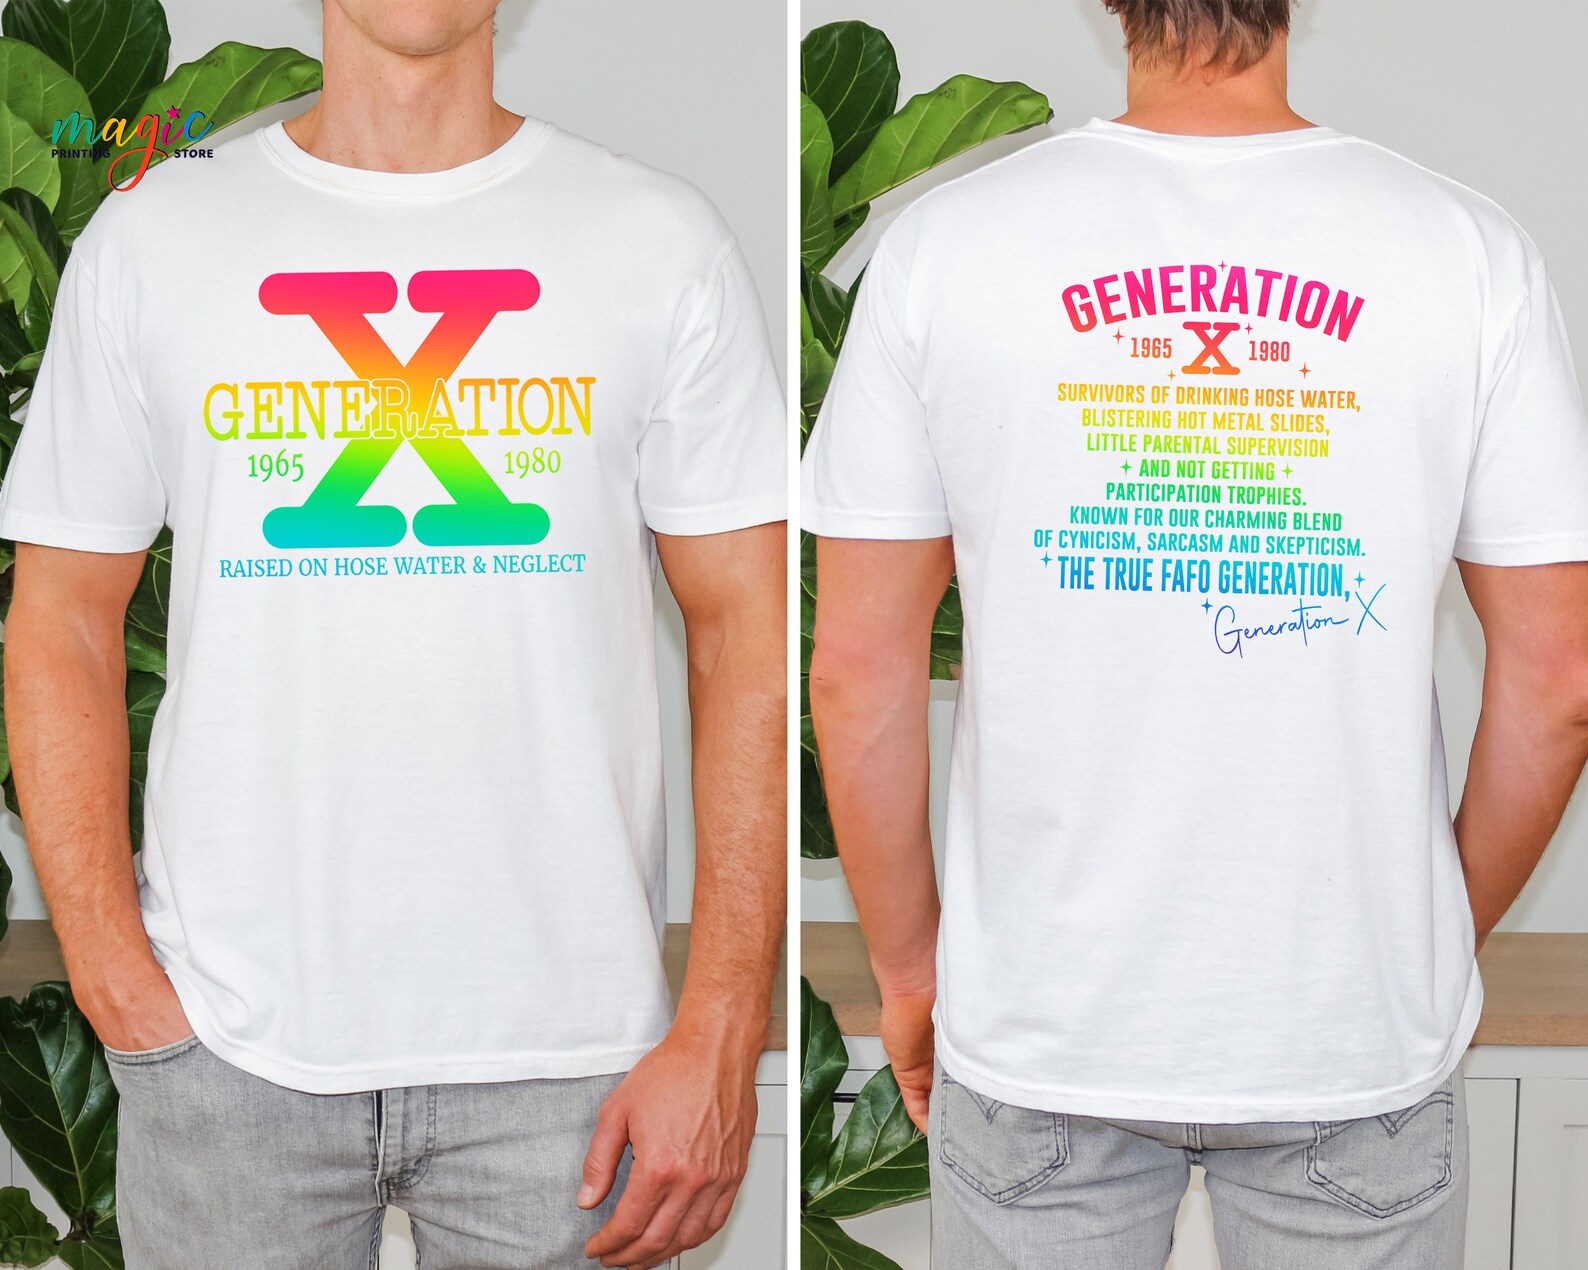 magic
PRINTING STORE
X
GENERATION
1965 1980
RAISED ON HOSE WATER & NEGLECT
GENERATION
1965 X 1980
SURVIVORS OF DRINKING HOSE WATER,
BLISTERING HOT METAL SLIDES,
LITTLE PARENTAL SUPERVISION
AND NOT GETTING
PARTICIPATION TROPHIES.
KNOWN FOR OUR CHARMING BLEND
OF CYNICISM, SARCASM AND SKEPTICISM.
THE TRUE FAFO GENERATION,
Generation X